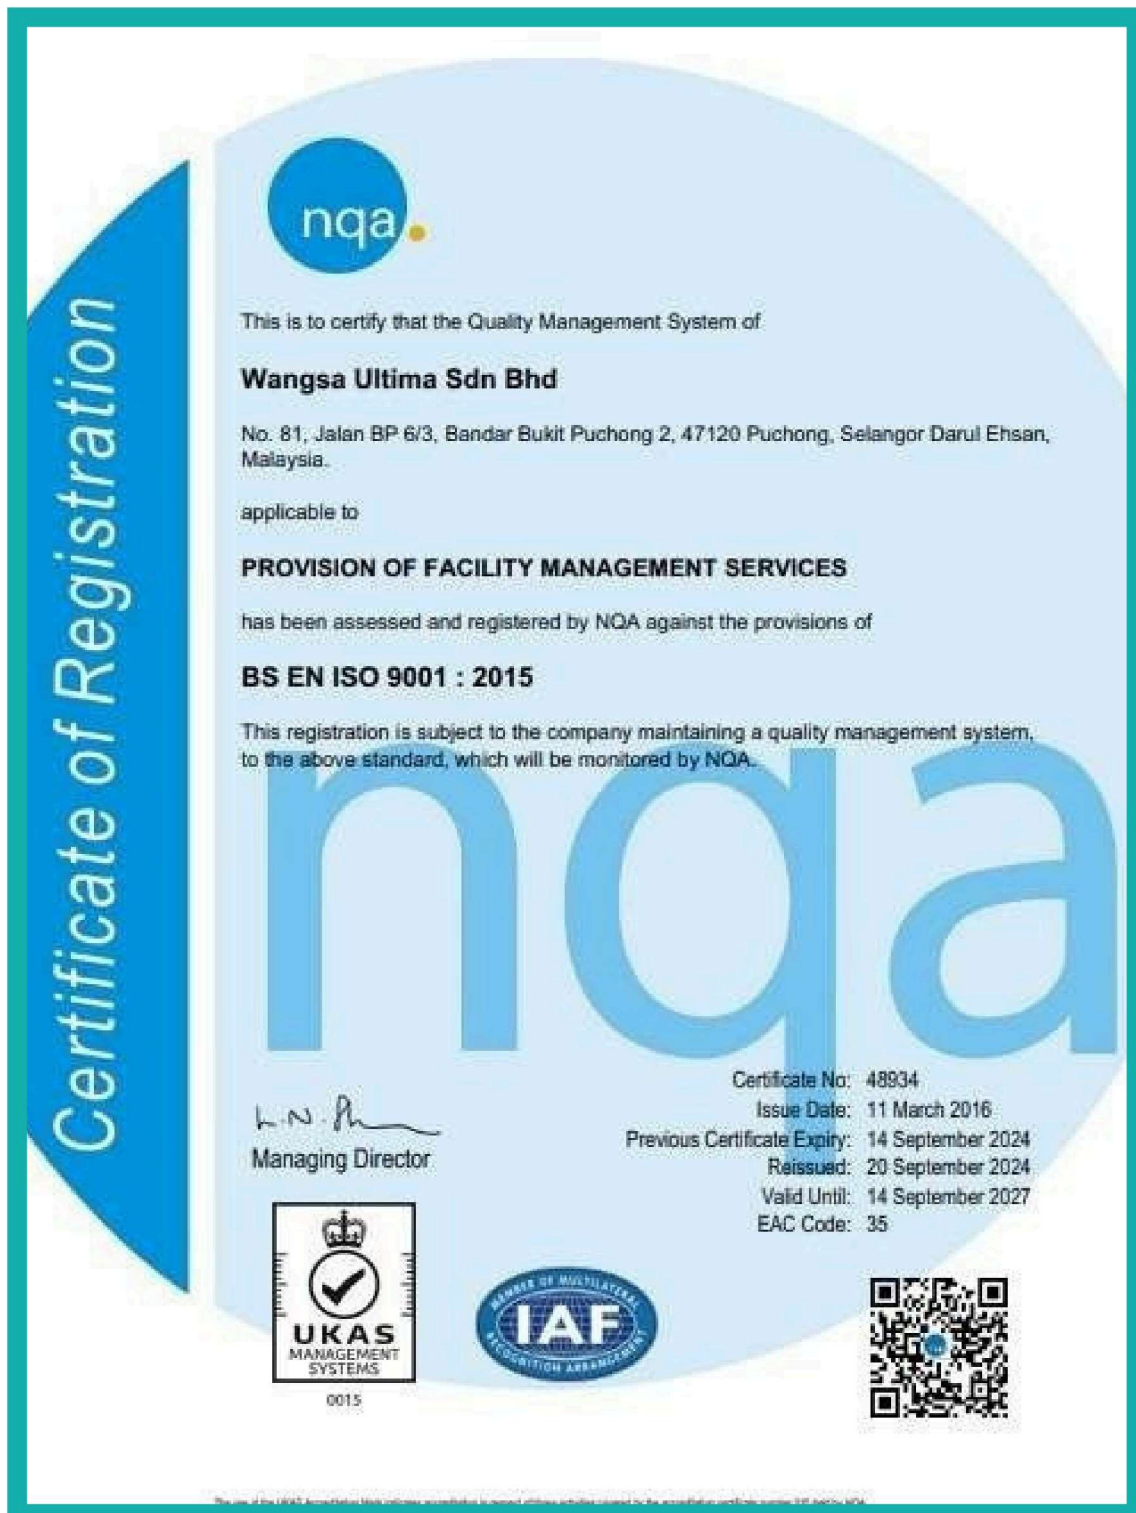 nqa.
Certificate of Registration
This is to certify that the Quality Management System of
Wangsa Ultima Sdn Bhd
No. 81, Jalan BP 6/3, Bandar Bukit Puchong 2, 47120 Puchong, Selangor Darul Ehsan,
Malaysia.
applicable to
PROVISION OF FACILITY MANAGEMENT SERVICES
has been assessed and registered by NQA against the provisions of
BS EN ISO 9001 : 2015
This registration is subject to the company maintaining a quality management system,
to the above standard, which will be monitored by NQA.
nqa
Certificate No: 48934
Issue Date: 11 March 2016
Previous Certificate Expiry: 14 September 2024
Reissued: 20 September 2024
Valid Until: 14 September 2027
EAC Code: 35
Managing Director
UKAS
MANAGEMENT
SYSTEMS
0015
MEMBER OF MULTILATERAL
IAF
RECOGNITION ARRANGEMENT